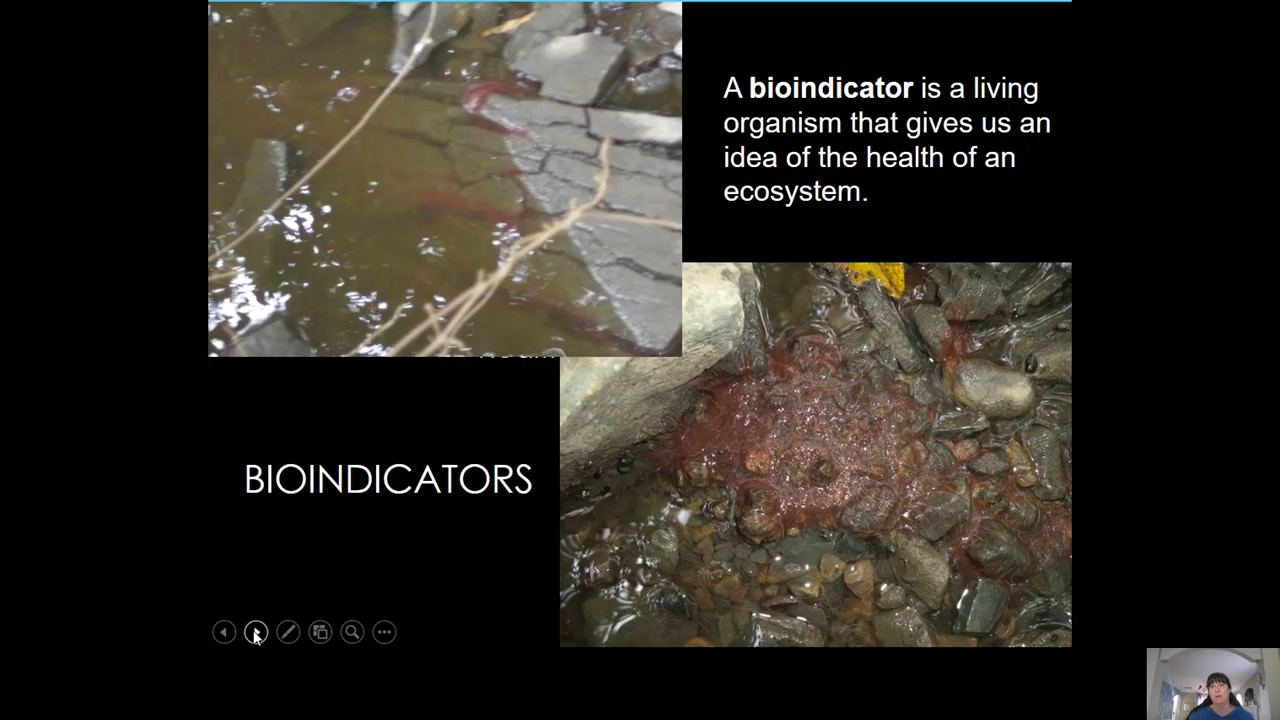 A bioindicator is a living
organism that gives us an
idea of the health of an
ecosystem.
BIOINDICATORS